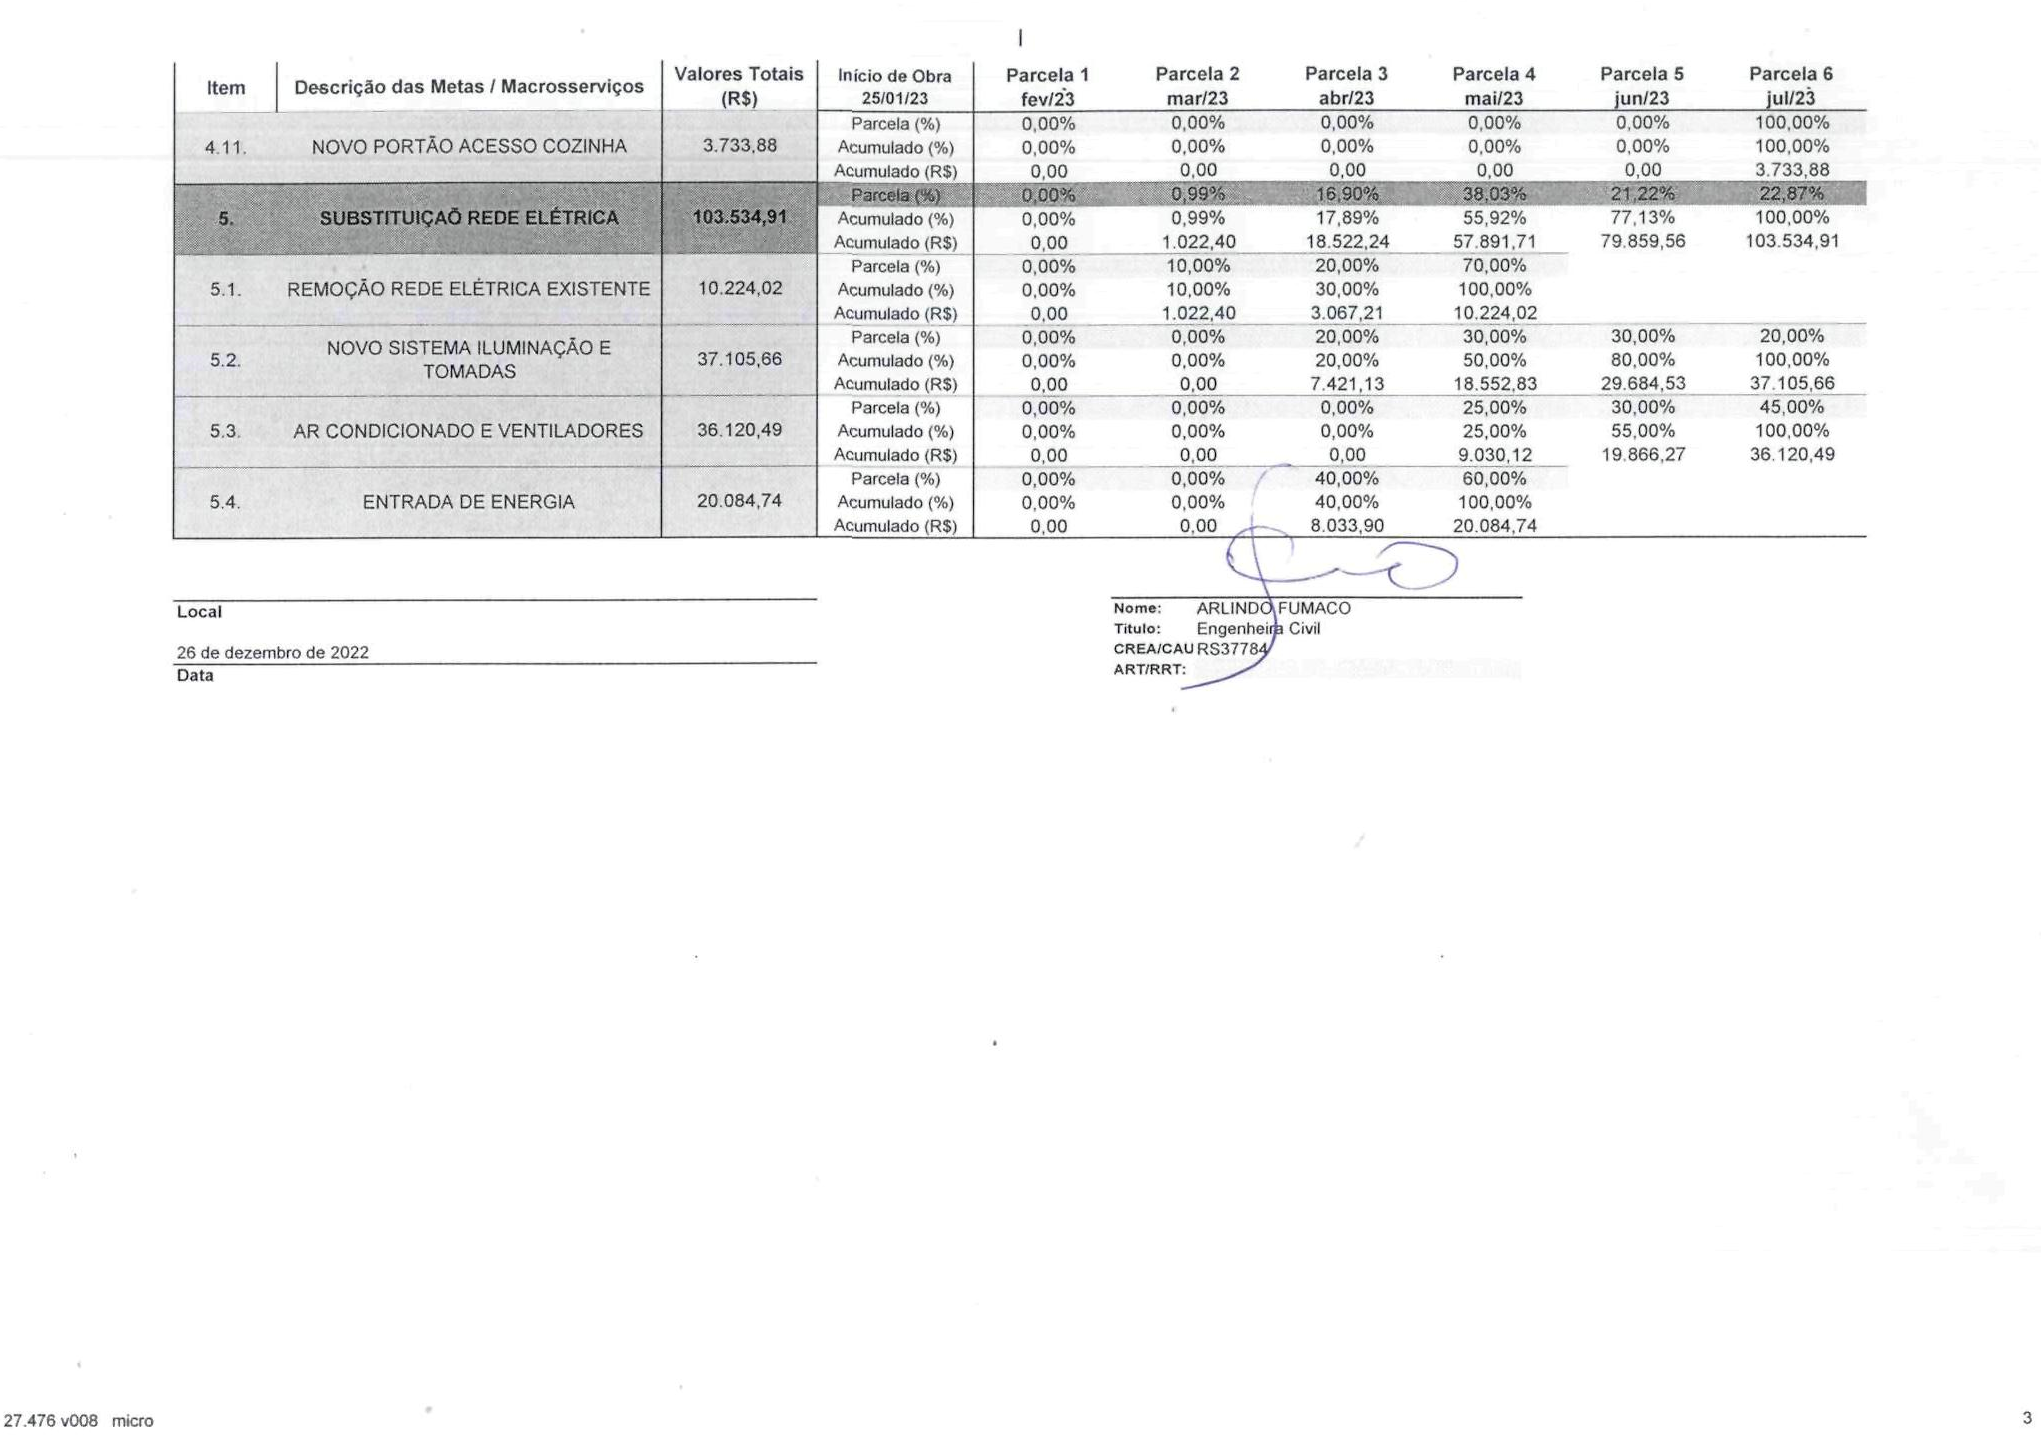 Item Descrição das Metas / Macrosserviços Valores Totais (R$) Início de Obra 25/01/23 Parcela 1 fev/23 Parcela 2 mar/23 Parcela 3 abr/23 Parcela 4 mai/23 Parcela 5 jun/23 Parcela 6 jul/23
Parcela (%) 0,00% 0,00% 0,00% 0,00% 0,00% 100,00%
4.11. NOVO PORTÃO ACESSO COZINHA 3.733,88 Acumulado (%) 0,00% 0,00% 0,00% 0,00% 0,00% 100,00%
Acumulado (R$) 0,00 0,00 0,00 0,00 0,00 3.733,88
Parcela (%) 0,00% 0,99% 16,90% 38,03% 21,22% 22,87%
5. SUBSTITUIÇAÕ REDE ELÉTRICA 103.534,91 Acumulado (%) 0,00% 0,99% 17,89% 55,92% 77,13% 100,00%
Acumulado (R$) 0,00 1.022,40 18.522,24 57.891,71 79.859,56 103.534,91
Parcela (%) 0,00% 10,00% 20,00% 70,00%
5.1. REMOÇÃO REDE ELÉTRICA EXISTENTE 10.224,02 Acumulado (%) 0,00% 10,00% 30,00% 100,00%
Acumulado (R$) 0,00 1.022,40 3.067,21 10.224,02
Parcela (%) 0,00% 0,00% 20,00% 30,00% 30,00% 20,00%
5.2. NOVO SISTEMA ILUMINAÇÃO E TOMADAS 37.105,66 Acumulado (%) 0,00% 0,00% 20,00% 50,00% 80,00% 100,00%
Acumulado (R$) 0,00 0,00 7.421,13 18.552,83 29.684,53 37.105,66
Parcela (%) 0,00% 0,00% 0,00% 25,00% 30,00% 45,00%
5.3. AR CONDICIONADO E VENTILADORES 36.120,49 Acumulado (%) 0,00% 0,00% 0,00% 25,00% 55,00% 100,00%
Acumulado (R$) 0,00 0,00 0,00 9.030,12 19.866,27 36.120,49
Parcela (%) 0,00% 0,00% 40,00% 60,00%
5.4. ENTRADA DE ENERGIA 20.084,74 Acumulado (%) 0,00% 0,00% 40,00% 100,00%
Acumulado (R$) 0,00 0,00 8.033,90 20.084,74
Local
26 de dezembro de 2022
Data
Nome: ARLINDO FUMACO
Título: Engenheira Civil
CREA/CAU RS37784
ART/RRT:
27.476 v008 micro
3